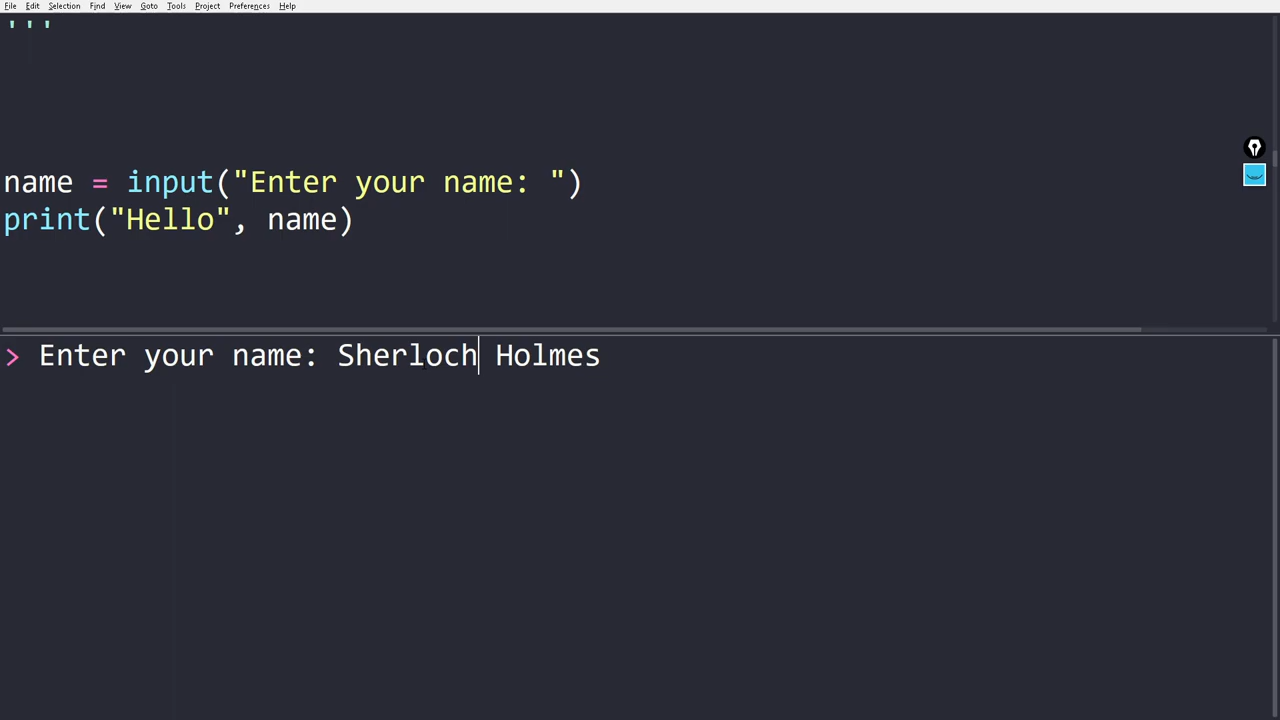 File Edit Selection Find View Goto Tools Project Preferences Help
'''
name = input("Enter your name: ")
print("Hello", name)
> Enter your name: Sherloch Holmes